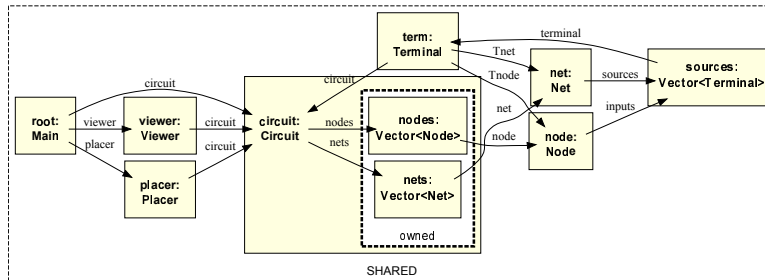 term:
Terminal
terminal
Tnet
Tnode
circuit
net:
Net
sources
sources:
Vector<Terminal>
circuit
root:
Main
viewer
viewer:
Viewer
circuit
circuit:
Circuit
nodes
nodes:
Vector<Node>
net
node
node:
Node
inputs
placer
placer:
Placer
circuit
nets
nets:
Vector<Net>
owned
SHARED